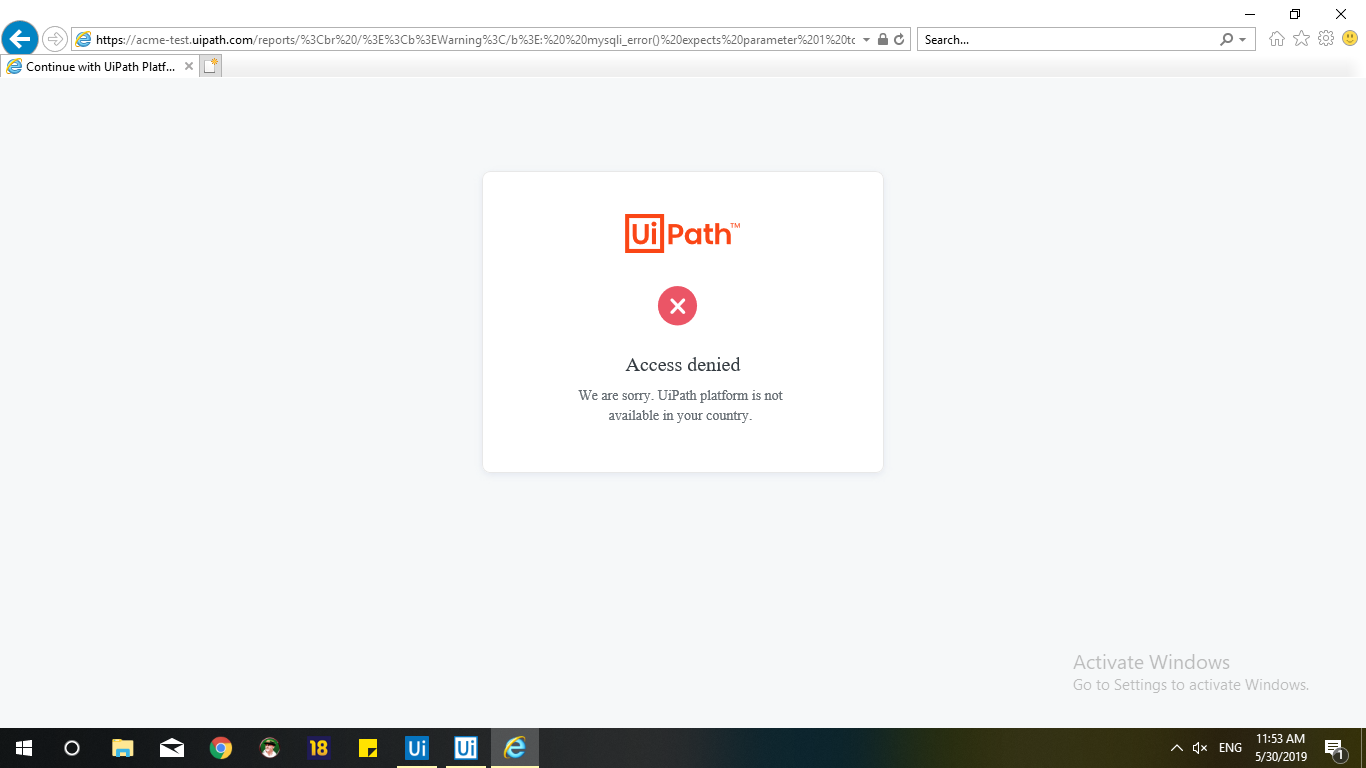 https://acme-test.uipath.com/reports/%3Cbr%20/%3E%3Cb%3EWarning%3C/b%3E:%20%20mysqli_error()%20expects%20parameter%201%20to
Search...
Continue with UiPath Platf...
UiPath™
Access denied
We are sorry. UiPath platform is not
available in your country.
Activate Windows
Go to Settings to activate Windows.
18
Ui
Ui
ENG
11:53 AM
5/30/2019
1